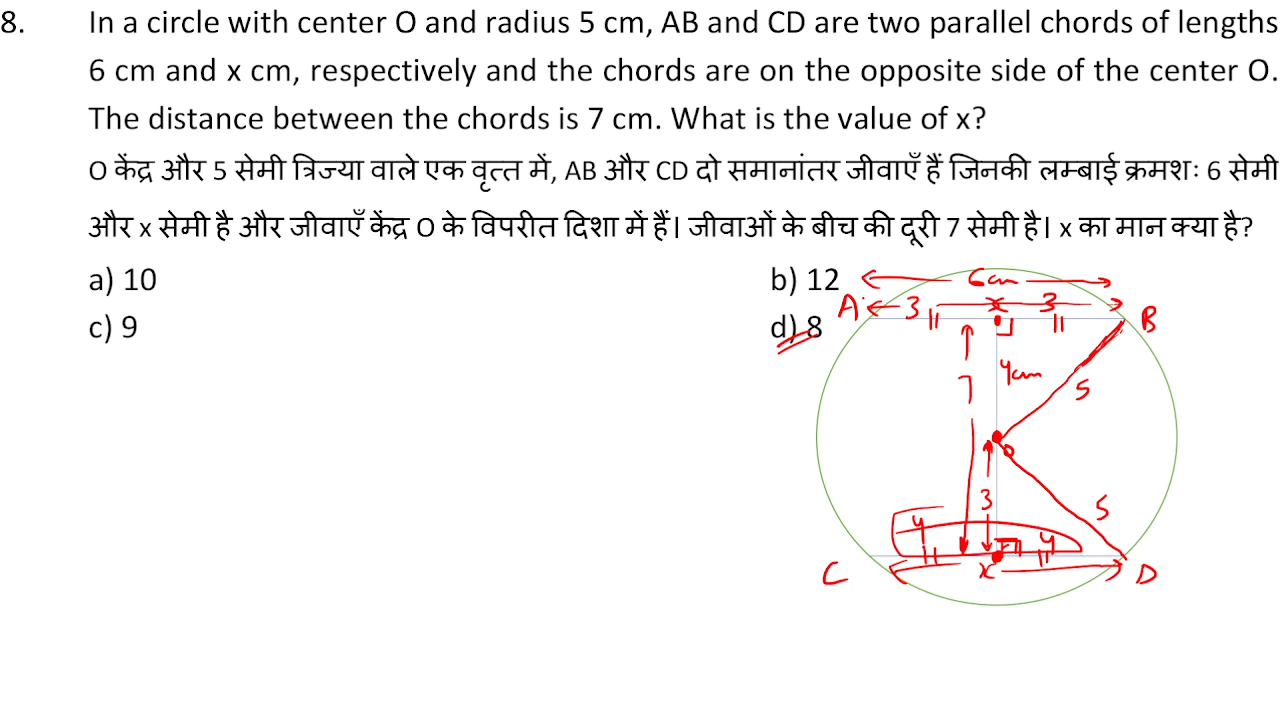 8. In a circle with center O and radius 5 cm, AB and CD are two parallel chords of lengths
6 cm and x cm, respectively and the chords are on the opposite side of the center O.
The distance between the chords is 7 cm. What is the value of x?
O केंद्र और 5 सेमी त्रिज्या वाले एक वृत्त में, AB और CD दो समानांतर जीवाएँ हैं जिनकी लम्बाई क्रमशः 6 सेमी
और x सेमी है और जीवाएँ केंद्र O के विपरीत दिशा में हैं। जीवाओं के बीच की दूरी 7 सेमी है। x का मान क्या है?
a) 10 b) 12
c) 9 d) 8
6cm
A 3 x 3 B
4cm
7 5
O
3 5
4 4
C x D